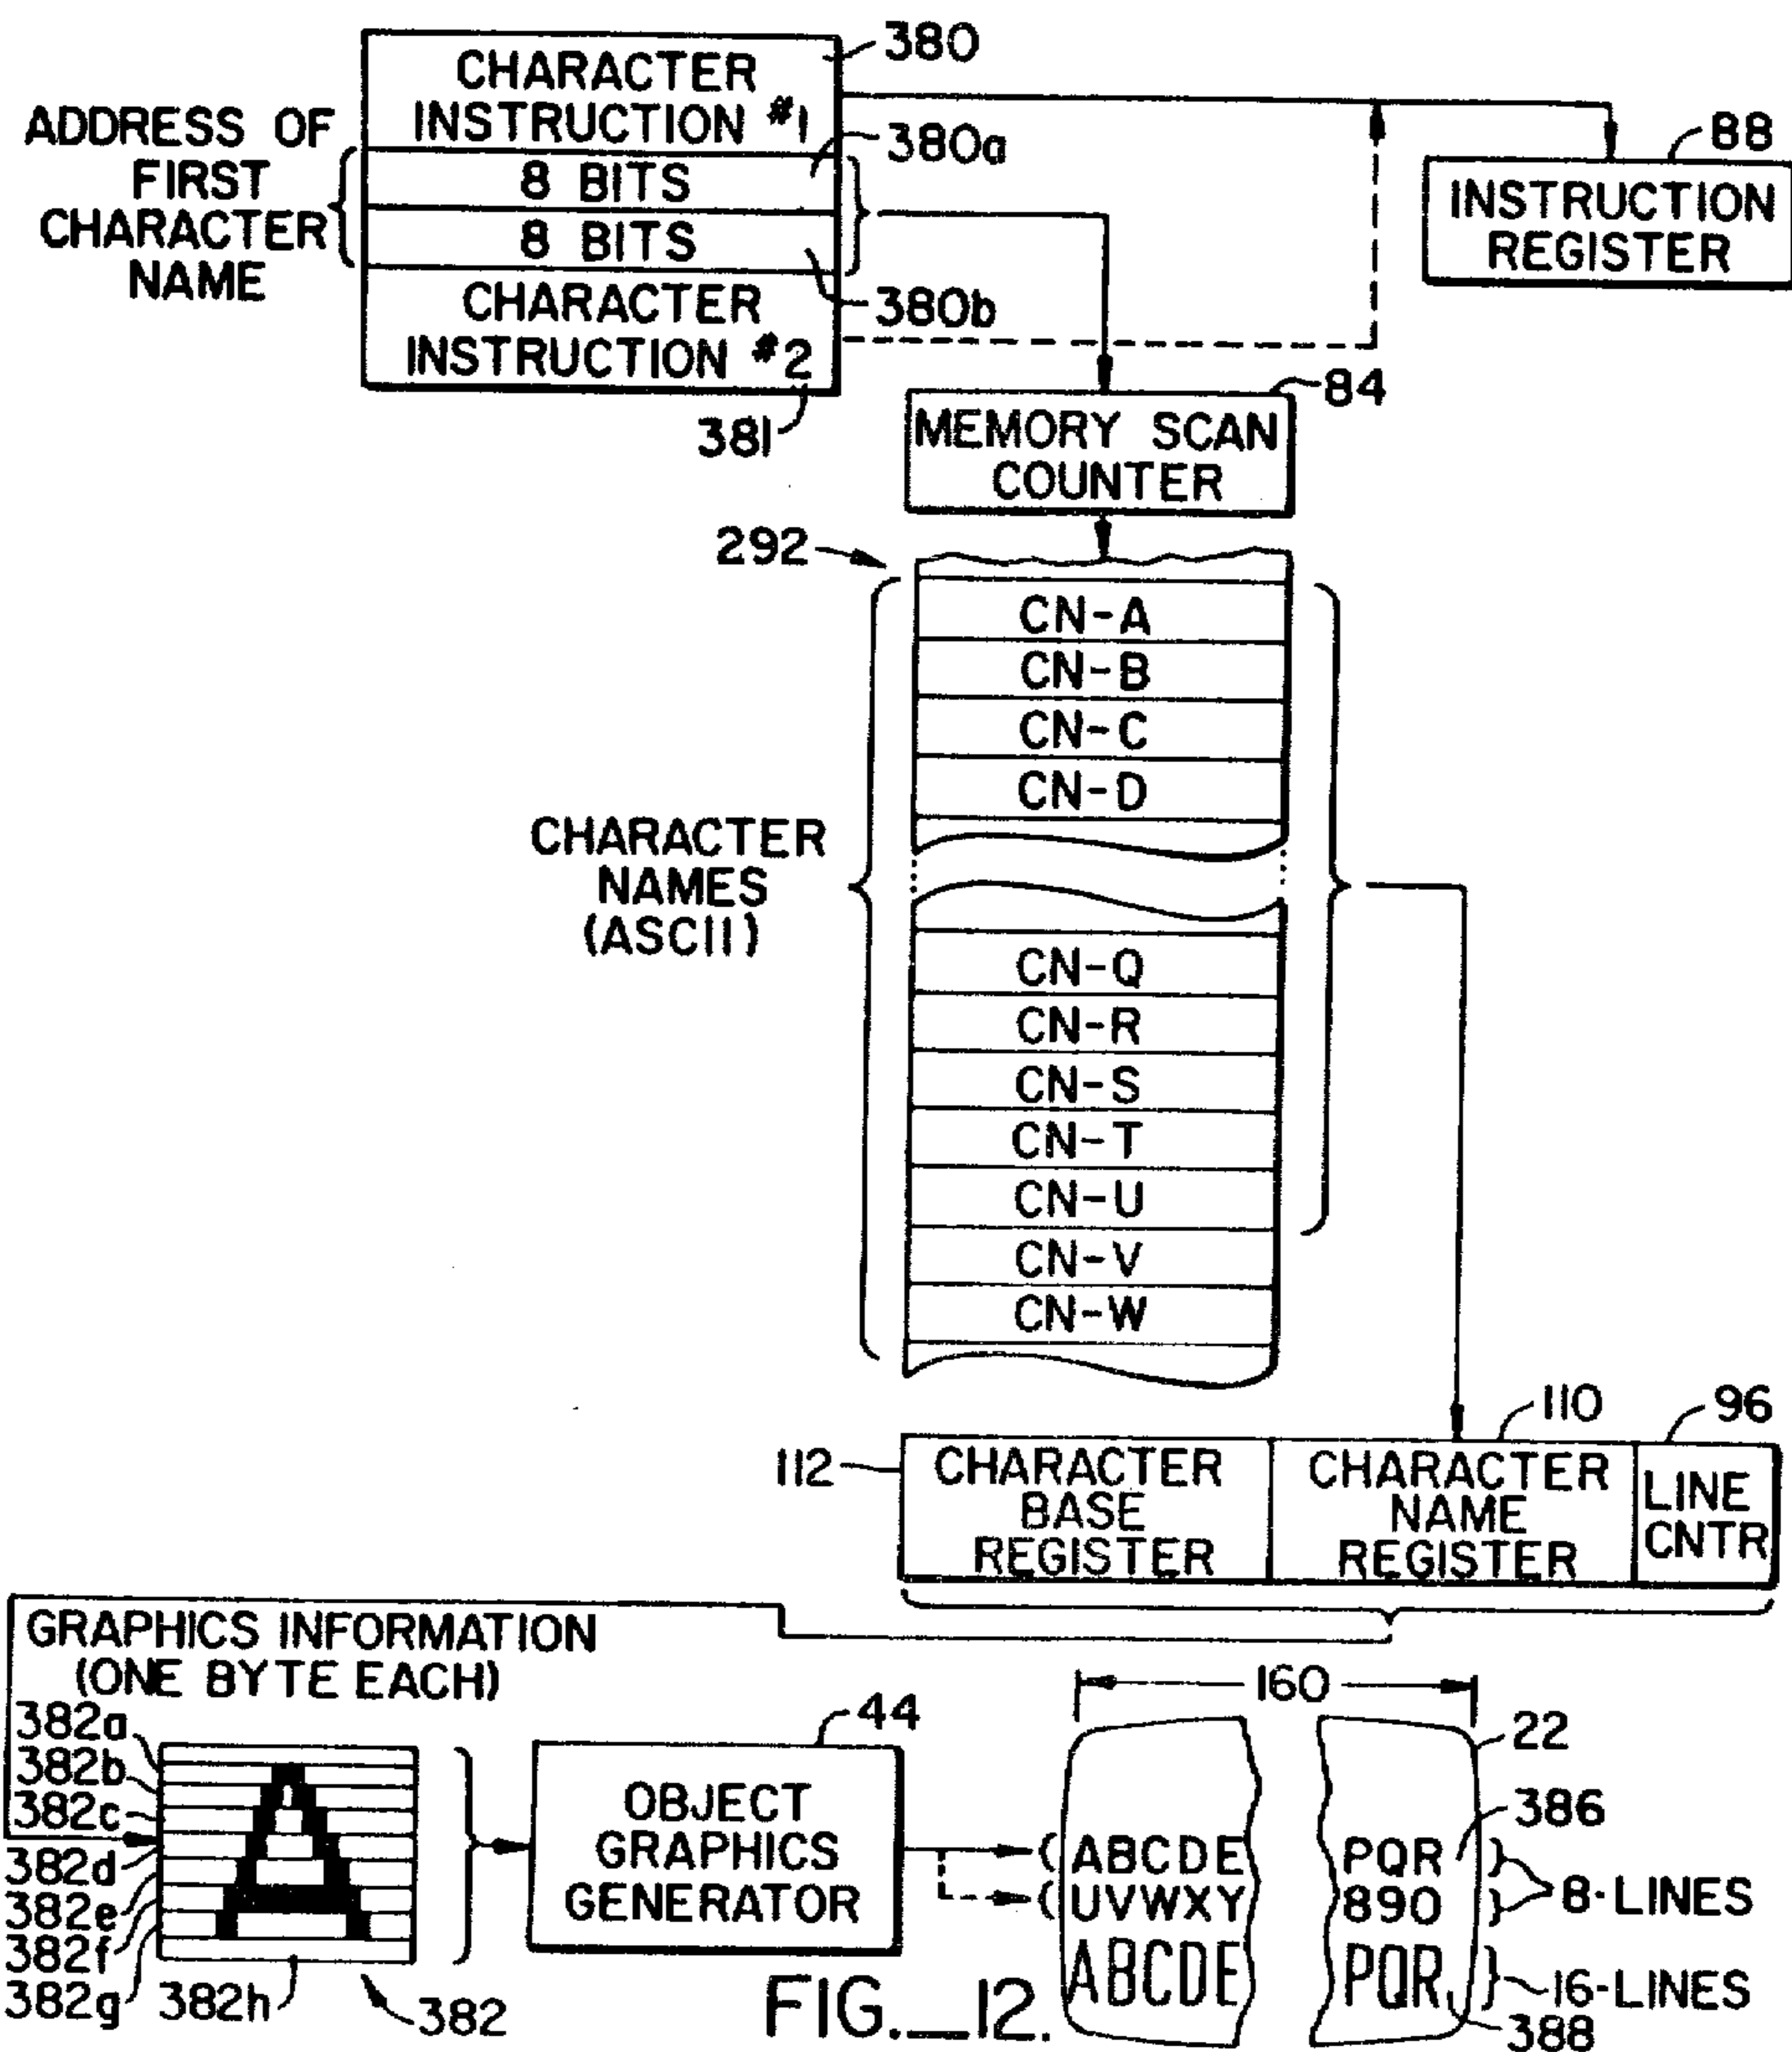 CHARACTER
INSTRUCTION #1
380
ADDRESS OF
FIRST
CHARACTER
NAME
8 BITS
380a
8 BITS
380b
CHARACTER
INSTRUCTION #2
381
88
INSTRUCTION
REGISTER
84
MEMORY SCAN
COUNTER
292
CN-A
CN-B
CN-C
CN-D
CHARACTER
NAMES
(ASCII)
CN-Q
CN-R
CN-S
CN-T
CN-U
CN-V
CN-W
112
CHARACTER
BASE
REGISTER
110
CHARACTER
NAME
REGISTER
96
LINE
CNTR
GRAPHICS INFORMATION
(ONE BYTE EACH)
382a
382b
382c
382d
382e
382f
382g
382h
382
44
OBJECT
GRAPHICS
GENERATOR
160
22
386
ABCDE PQR
UVWXY 890
8-LINES
ABCDE PQR
16-LINES
388
FIG._12.